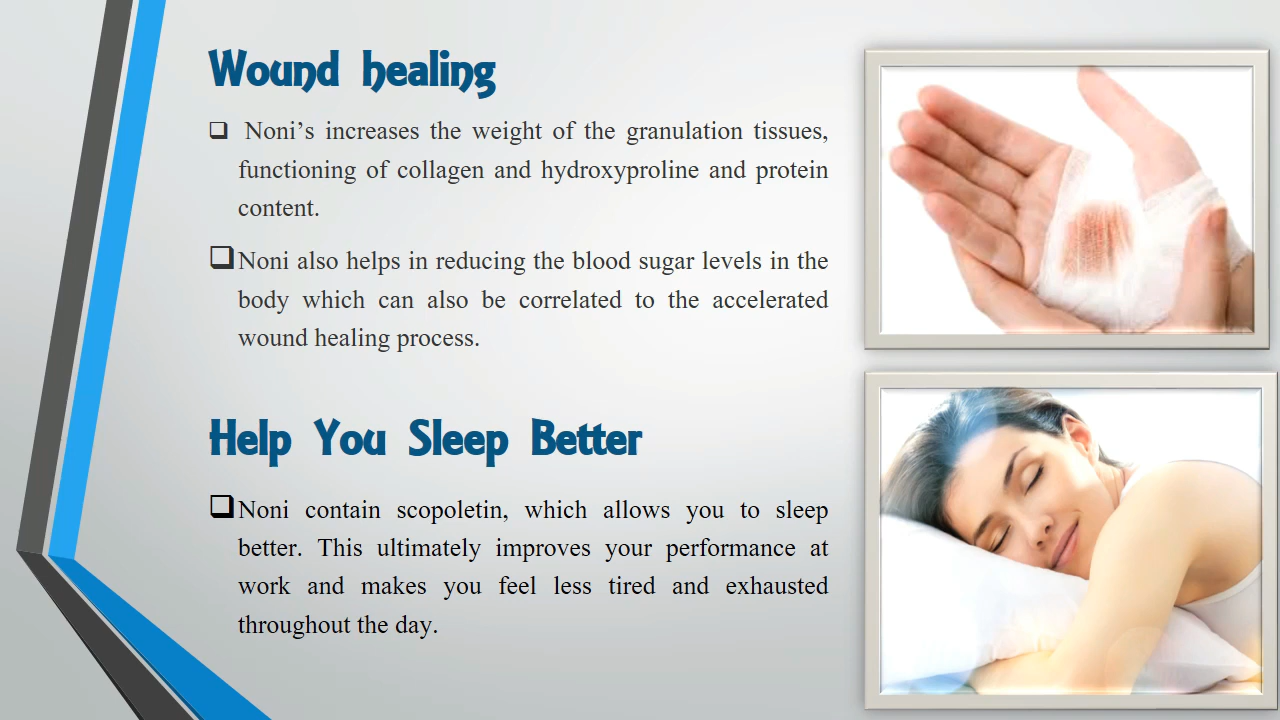 Wound healing
❑ Noni’s increases the weight of the granulation tissues,
functioning of collagen and hydroxyproline and protein
content.
❑Noni also helps in reducing the blood sugar levels in the
body which can also be correlated to the accelerated
wound healing process.
Help You Sleep Better
❑Noni contain scopoletin, which allows you to sleep
better. This ultimately improves your performance at
work and makes you feel less tired and exhausted
throughout the day.